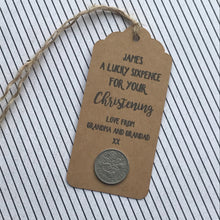 JAMES
A LUCKY SIXPENCE
FOR YOUR
Christening
LOVE FROM
GRANDMA AND GRANDAD
XX